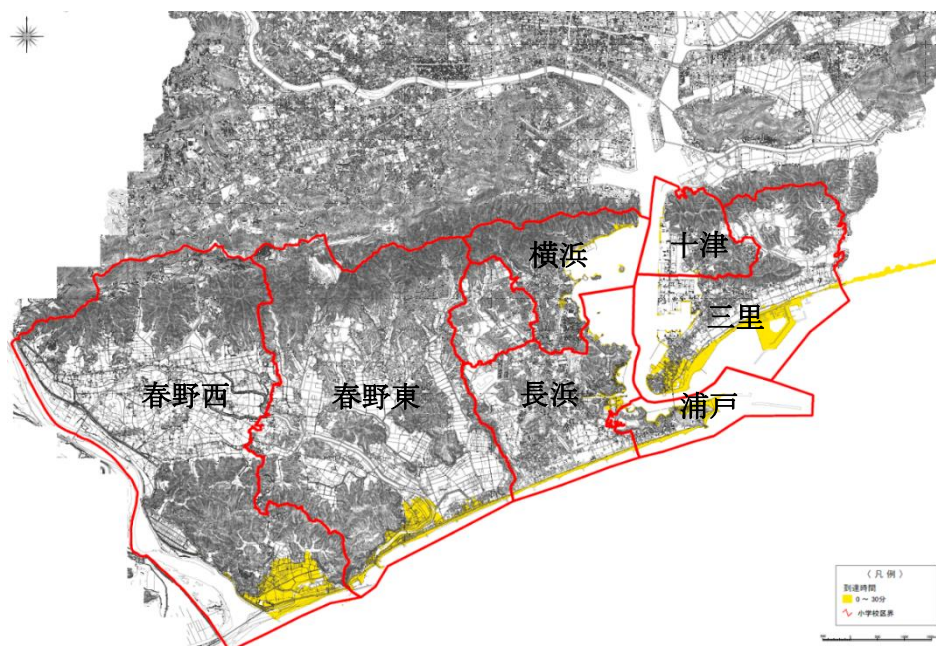 横浜
十津
三里
春野西
春野東
長浜
浦戸
〈 凡 例 〉
到達時間
0 ～ 30分
小学校区界